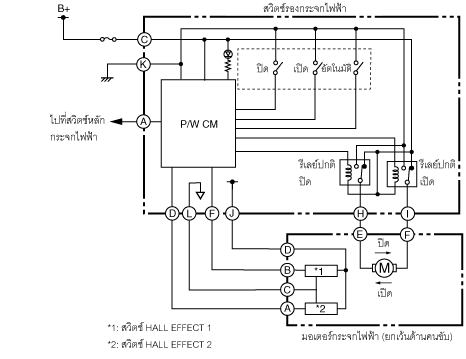 B+
สวิตช์รองกระจกไฟฟ้า
C
K
ปิด
เปิด
อัตโนมัติ
ไปที่สวิตช์หลัก
กระจกไฟฟ้า
A
P/W CM
รีเลย์ปกติ
ปิด
รีเลย์ปกติ
เปิด
D
L
F
J
H
I
E
F
D
ปิด
B
*1
M
C
เปิด
A
*2
*1: สวิตช์ HALL EFFECT 1
มอเตอร์กระจกไฟฟ้า (ยกเว้นด้านคนขับ)
*2: สวิตช์ HALL EFFECT 2